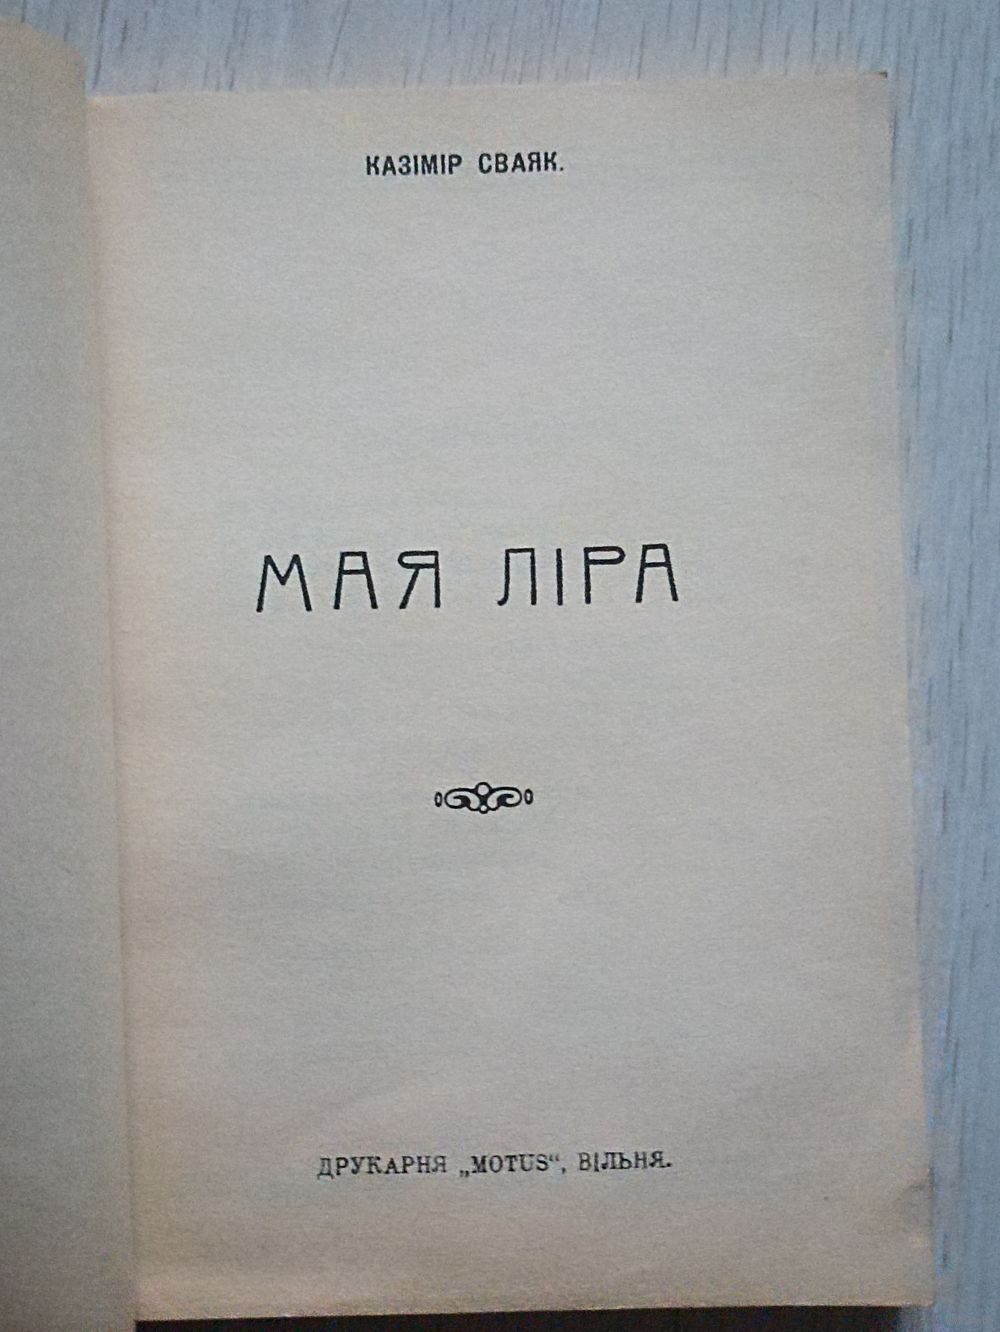 КАЗІМІР СВАЯК.
МАЯ ЛІРА
ДРУКАРНЯ „MOTUS“, ВІЛЬНЯ.